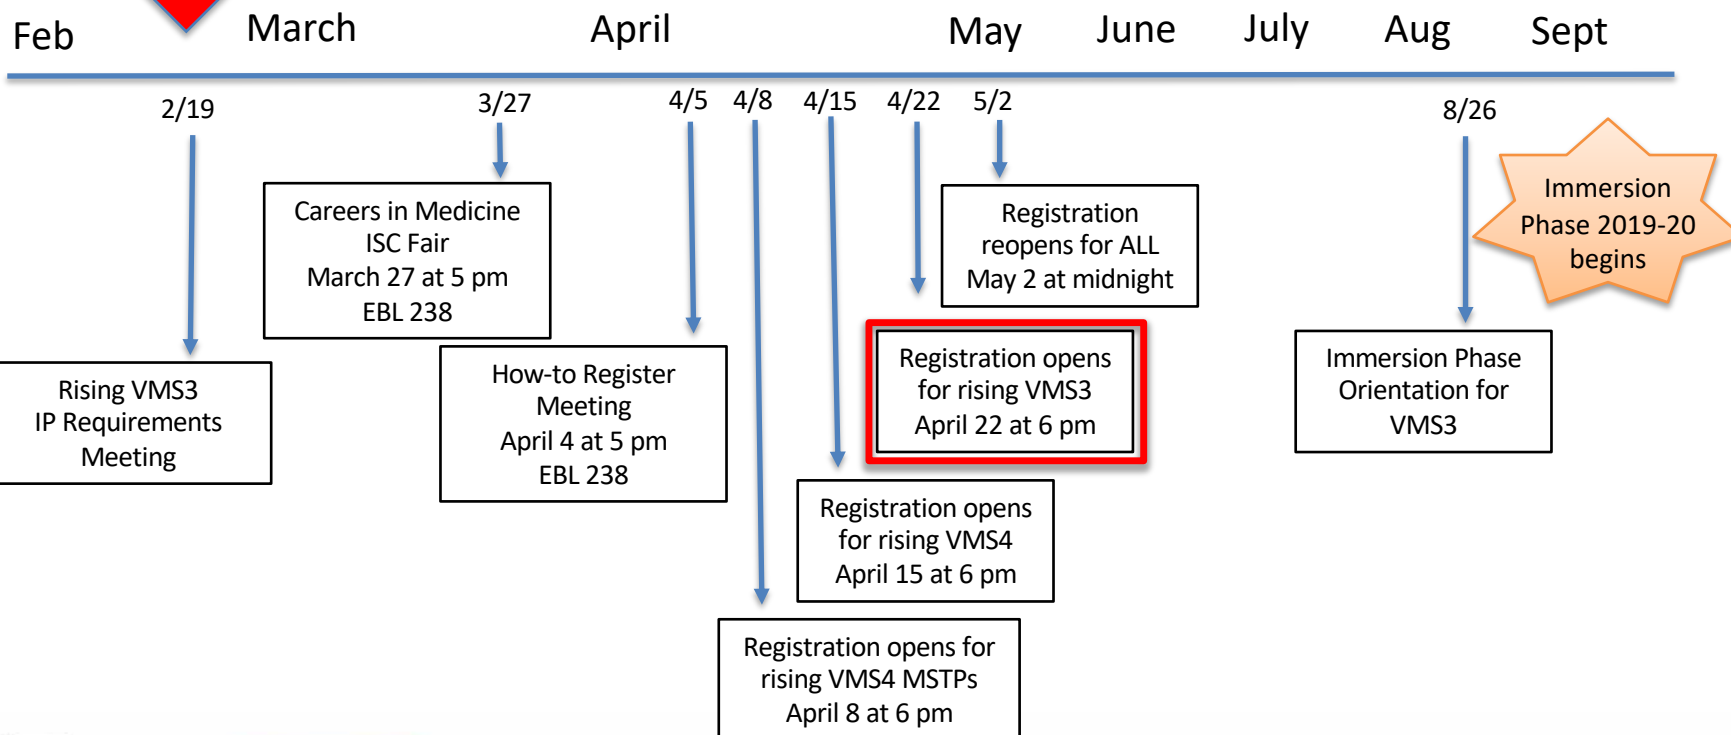 Feb March April May June July Aug Sept
2/19 3/27 4/5 4/8 4/15 4/22 5/2 8/26
Rising VMS3
IP Requirements
Meeting
Careers in Medicine
ISC Fair
March 27 at 5 pm
EBL 238
How-to Register
Meeting
April 4 at 5 pm
EBL 238
Registration opens for
rising VMS4 MSTPs
April 8 at 6 pm
Registration opens
for rising VMS4
April 15 at 6 pm
Registration opens
for rising VMS3
April 22 at 6 pm
Registration
reopens for ALL
May 2 at midnight
Immersion Phase
Orientation for
VMS3
Immersion
Phase 2019-20
begins